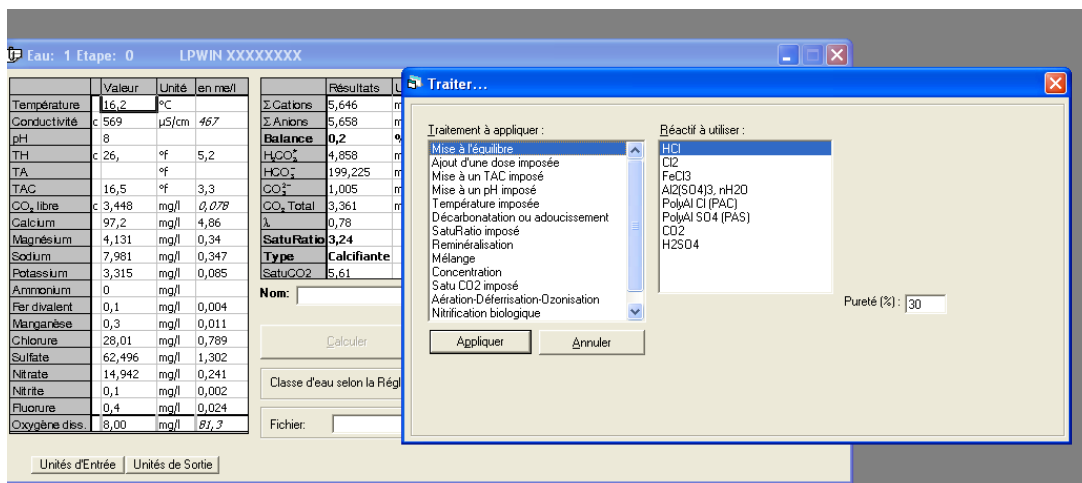 Eau: 1 Etape: 0 LPWIN XXXXXXXX
Valeur Unité en me/l
Température 16,2 °C
Conductivité c 569 µS/cm 467
pH 8
TH c 26, °f 5,2
TA °f
TAC 16,5 °f 3,3
CO₂ libre c 3,448 mg/l 0,078
Calcium 97,2 mg/l 4,86
Magnésium 4,131 mg/l 0,34
Sodium 7,981 mg/l 0,347
Potassium 3,315 mg/l 0,085
Ammonium 0 mg/l
Fer divalent 0,1 mg/l 0,004
Manganèse 0,3 mg/l 0,011
Chlorure 28,01 mg/l 0,789
Sulfate 62,496 mg/l 1,302
Nitrate 14,942 mg/l 0,241
Nitrite 0,1 mg/l 0,002
Fluorure 0,4 mg/l 0,024
Oxygène diss. 8,00 mg/l 81,3
Unités d'Entrée Unités de Sortie
Résultats U
Σ Cations 5,646 m
Σ Anions 5,658 m
Balance 0,2 %
H₂CO₃* 4,858 m
HCO₃⁻ 199,225 m
CO₃²⁻ 1,005 m
CO₂ Total 3,361 m
λ 0,78
SatuRatio 3,24
Type Calcifiante
SatuCO2 5,61
Nom:
Calculer
Classe d'eau selon la Régl
Fichier:
Traiter...
Traitement à appliquer :
Mise à l'équilibre
Ajout d'une dose imposée
Mise à un TAC imposé
Mise à un pH imposé
Température imposée
Décarbonatation ou adoucissement
SatuRatio imposé
Reminéralisation
Mélange
Concentration
Satu CO2 imposé
Aération-Déferrisation-Ozonisation
Nitrification biologique
Appliquer Annuler
Réactif à utiliser :
HCl
Cl2
FeCl3
Al2(SO4)3, nH2O
PolyAl Cl (PAC)
PolyAl SO4 (PAS)
CO2
H2SO4
Pureté (%) : 30